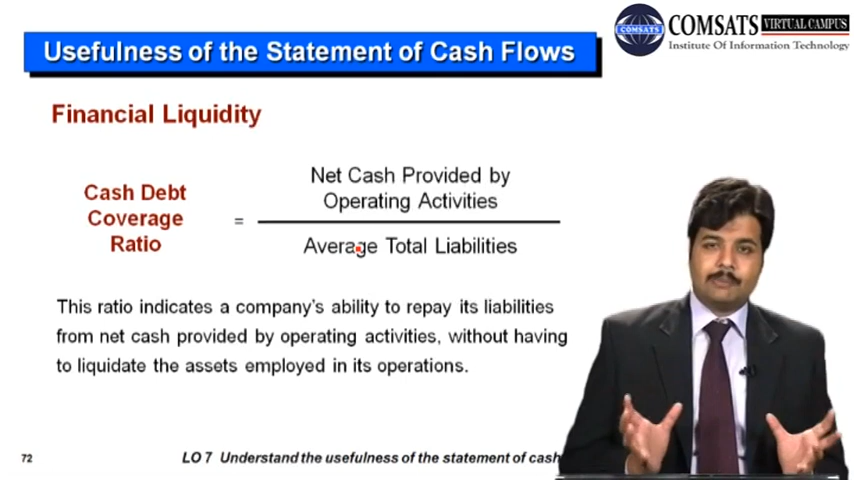 COMSATS VIRTUAL CAMPUS
COMSATS
Institute Of Information Technology
Usefulness of the Statement of Cash Flows
Financial Liquidity
Cash Debt
Coverage
Ratio
=
Net Cash Provided by
Operating Activities
Average Total Liabilities
This ratio indicates a company’s ability to repay its liabilities
from net cash provided by operating activities, without having
to liquidate the assets employed in its operations.
72
LO 7 Understand the usefulness of the statement of cash